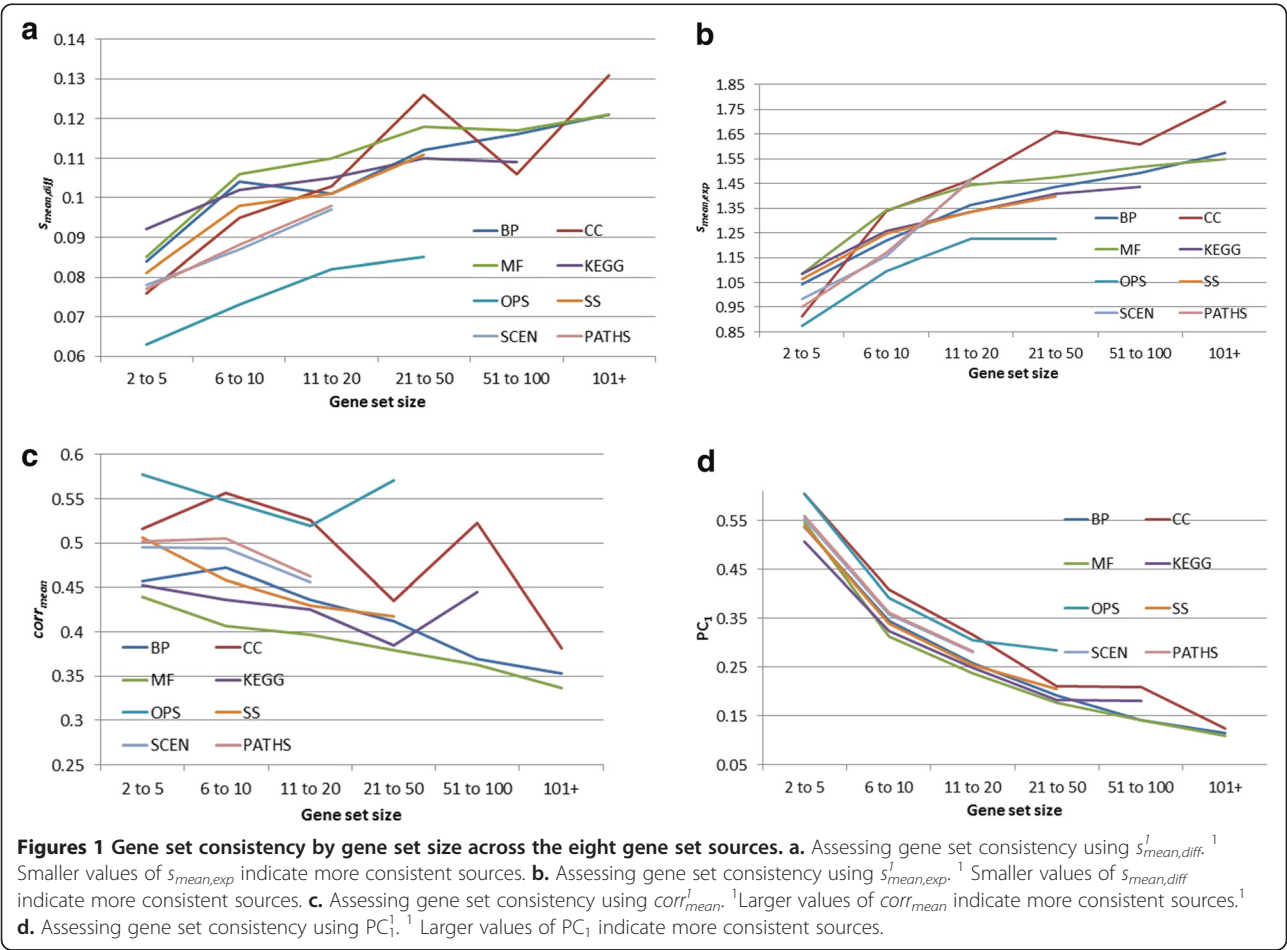 a
0.14
0.13
0.12
0.11
0.1
0.09
0.08
0.07
0.06
s_mean,diff
2 to 5 6 to 10 11 to 20 21 to 50 51 to 100 101+
Gene set size
BP CC
MF KEGG
OPS SS
SCEN PATHS
b
1.85
1.75
1.65
1.55
1.45
1.35
1.25
1.15
1.05
0.95
0.85
s_mean,exp
2 to 5 6 to 10 11 to 20 21 to 50 51 to 100 101+
Gene set size
BP CC
MF KEGG
OPS SS
SCEN PATHS
c
0.6
0.55
0.5
0.45
0.4
0.35
0.3
0.25
corr_mean
2 to 5 6 to 10 11 to 20 21 to 50 51 to 100 101+
Gene set size
BP CC
MF KEGG
OPS SS
SCEN PATHS
d
0.55
0.45
0.35
0.25
0.15
0.05
PC₁
2 to 5 6 to 10 11 to 20 21 to 50 51 to 100 101+
Gene set size
BP CC
MF KEGG
OPS SS
SCEN PATHS
Figures 1 Gene set consistency by gene set size across the eight gene set sources. a. Assessing gene set consistency using s¹_mean,diff. ¹
Smaller values of s_mean,exp indicate more consistent sources. b. Assessing gene set consistency using s¹_mean,exp. ¹ Smaller values of s_mean,diff
indicate more consistent sources. c. Assessing gene set consistency using corr¹_mean. ¹Larger values of corr_mean indicate more consistent sources.¹
d. Assessing gene set consistency using PC¹₁. ¹ Larger values of PC₁ indicate more consistent sources.